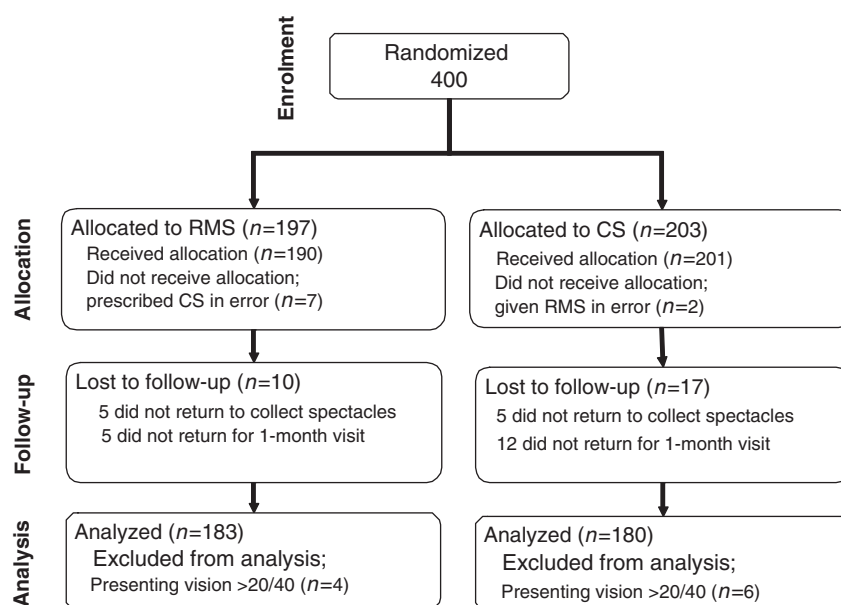 Enrolment
Randomized
400
Allocation
Allocated to RMS (n=197)
Received allocation (n=190)
Did not receive allocation;
prescribed CS in error (n=7)
Allocated to CS (n=203)
Received allocation (n=201)
Did not receive allocation;
given RMS in error (n=2)
Follow-up
Lost to follow-up (n=10)
5 did not return to collect spectacles
5 did not return for 1-month visit
Lost to follow-up (n=17)
5 did not return to collect spectacles
12 did not return for 1-month visit
Analysis
Analyzed (n=183)
Excluded from analysis;
Presenting vision >20/40 (n=4)
Analyzed (n=180)
Excluded from analysis;
Presenting vision >20/40 (n=6)